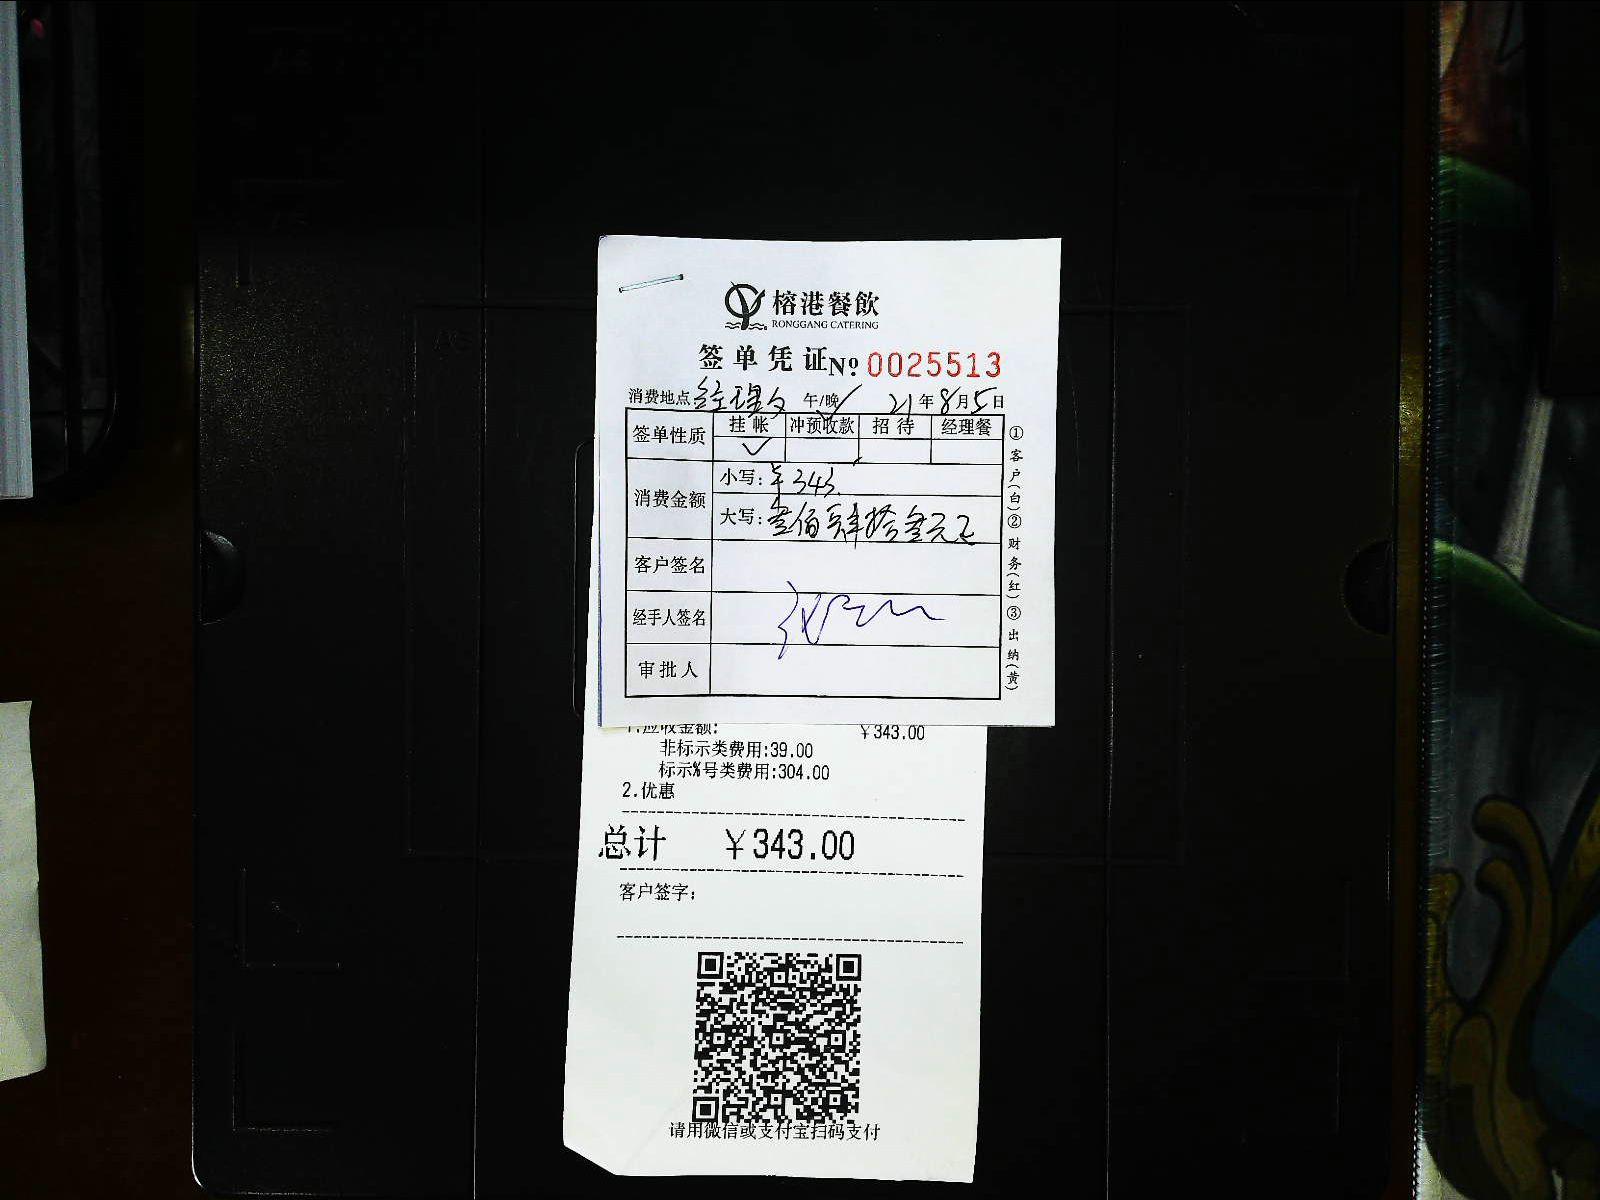 榕港餐飲
RONGGANG CATERING
签单凭证 № 0025513
消费地点: 经理 午/晚 21年8月5日
签单性质 挂帐 冲预收款 招待 经理餐
✓
消费金额 小写: ¥343.
大写: 叁佰肆拾叁元正
客户签名
经手人签名
审批人
①客户(白)②财务(红)③出纳(黄)
1.应收金额: ¥343.00
非标示类费用:39.00
标示%号类费用:304.00
2.优惠
总计 ¥343.00
客户签字:
请用微信或支付宝扫码支付